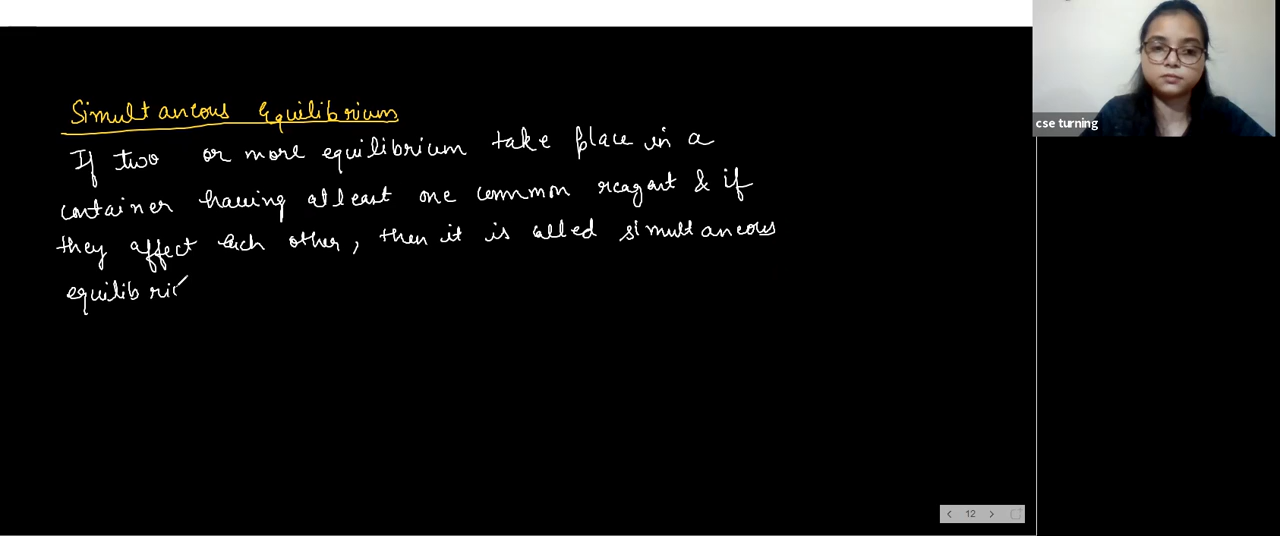 Simultaneous Equilibrium
If two or more equilibrium take place in a
container having atleast one common reagent & if
they affect each other, then it is called simultaneous
equilibri
cse turning
12